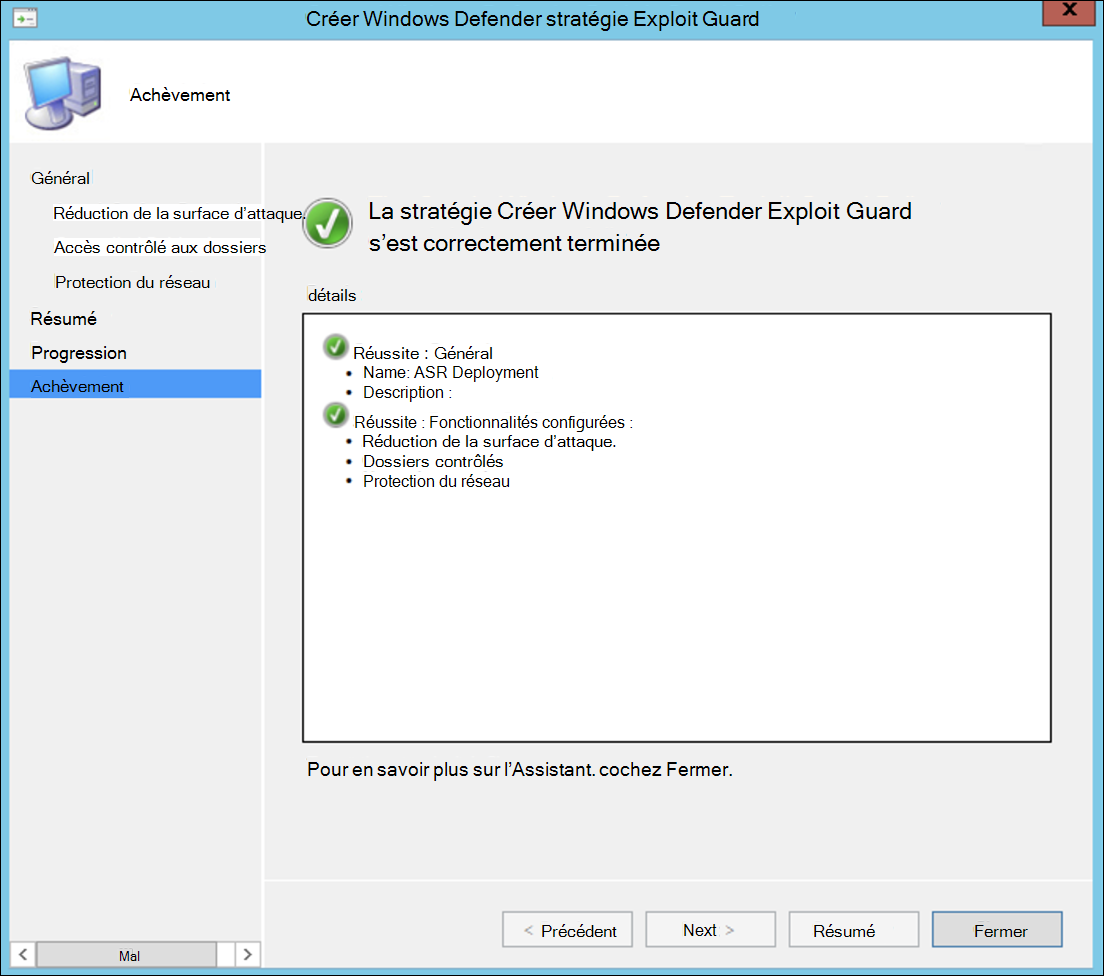 Créer Windows Defender stratégie Exploit Guard
X
Achèvement
Général
Réduction de la surface d'attaque.
Accès contrôlé aux dossiers
Protection du réseau
Résumé
Progression
Achèvement
La stratégie Créer Windows Defender Exploit Guard
s'est correctement terminée
détails
Réussite : Général
• Name: ASR Deployment
• Description :
Réussite : Fonctionnalités configurées :
• Réduction de la surface d'attaque.
• Dossiers contrôlés
• Protection du réseau
Pour en savoir plus sur l'Assistant. cochez Fermer.
< Mal >
< Précédent
Next >
Résumé
Fermer